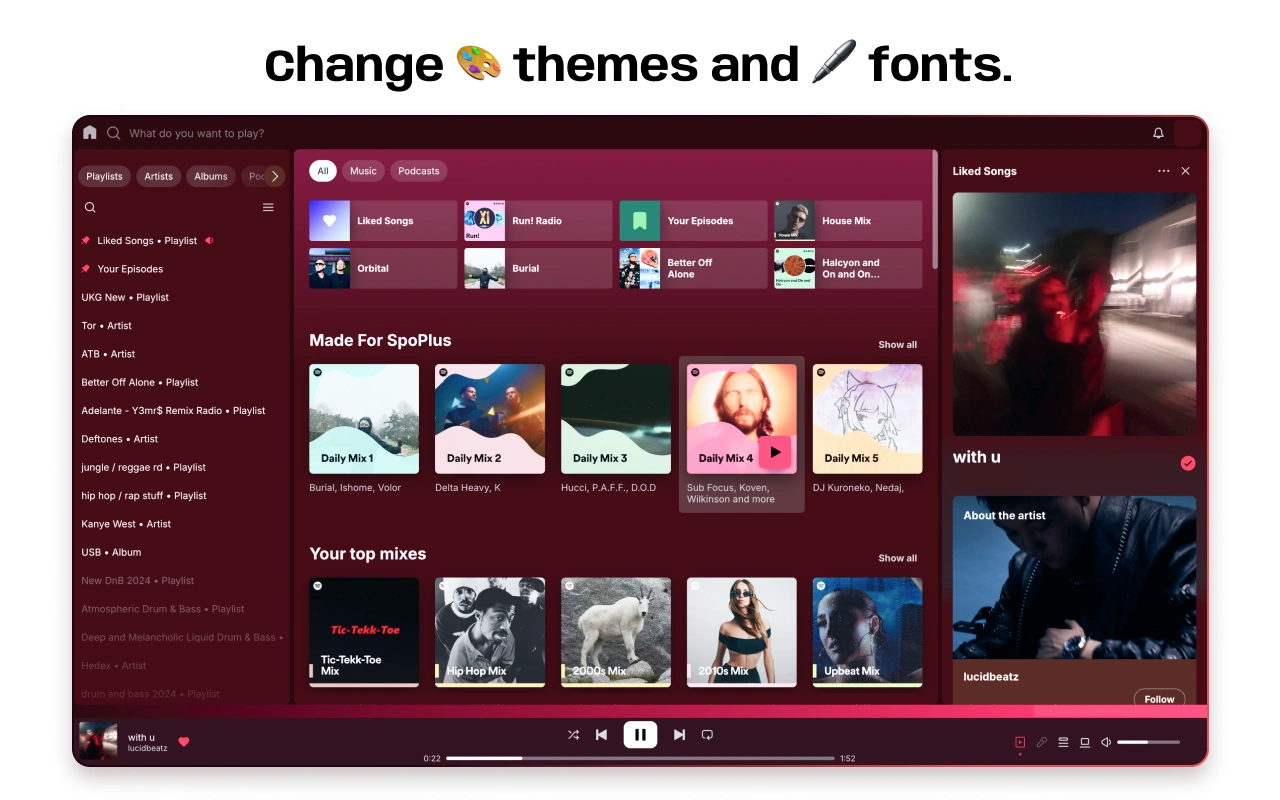 Change 🎨 themes and 🖋 fonts.
What do you want to play?
Playlists
Artists
Albums
Liked Songs • Playlist
Your Episodes
UKG New • Playlist
Tor • Artist
ATB • Artist
Better Off Alone • Playlist
Adelante - Y3mr$ Remix Radio • Playlist
Deftones • Artist
jungle / reggae rd • Playlist
hip hop / rap stuff • Playlist
Kanye West • Artist
USB • Album
New DnB 2024 • Playlist
Atmospheric Drum & Bass • Playlist
Deep and Melancholic Liquid Drum & Bass •
Hedex • Artist
drum and bass 2024 • Playlist
All
Music
Podcasts
Liked Songs
Run!
Run! Radio
Your Episodes
House Mix
House Mix
Orbital
Burial
Better Off
Alone
Halcyon and On and
On
Halcyon and
On and On...
Made For SpoPlus
Show all
Daily Mix 1
Daily Mix 2
Daily Mix 3
Daily Mix 4
Daily Mix 5
Burial, Ishome, Volor
Delta Heavy, K
Hucci, P.A.F.F., D.O.D
Sub Focus, Koven,
Wilkinson and more
DJ Kuroneko, Nedaj,
Your top mixes
Show all
Tic-Tekk-Toe
Tic-Tekk-Toe
Mix
Hip Hop Mix
2000s Mix
2010s Mix
Upbeat Mix
Liked Songs
with u
About the artist
lucidbeatz
Follow
with u
lucidbeatz
0:22
1:52